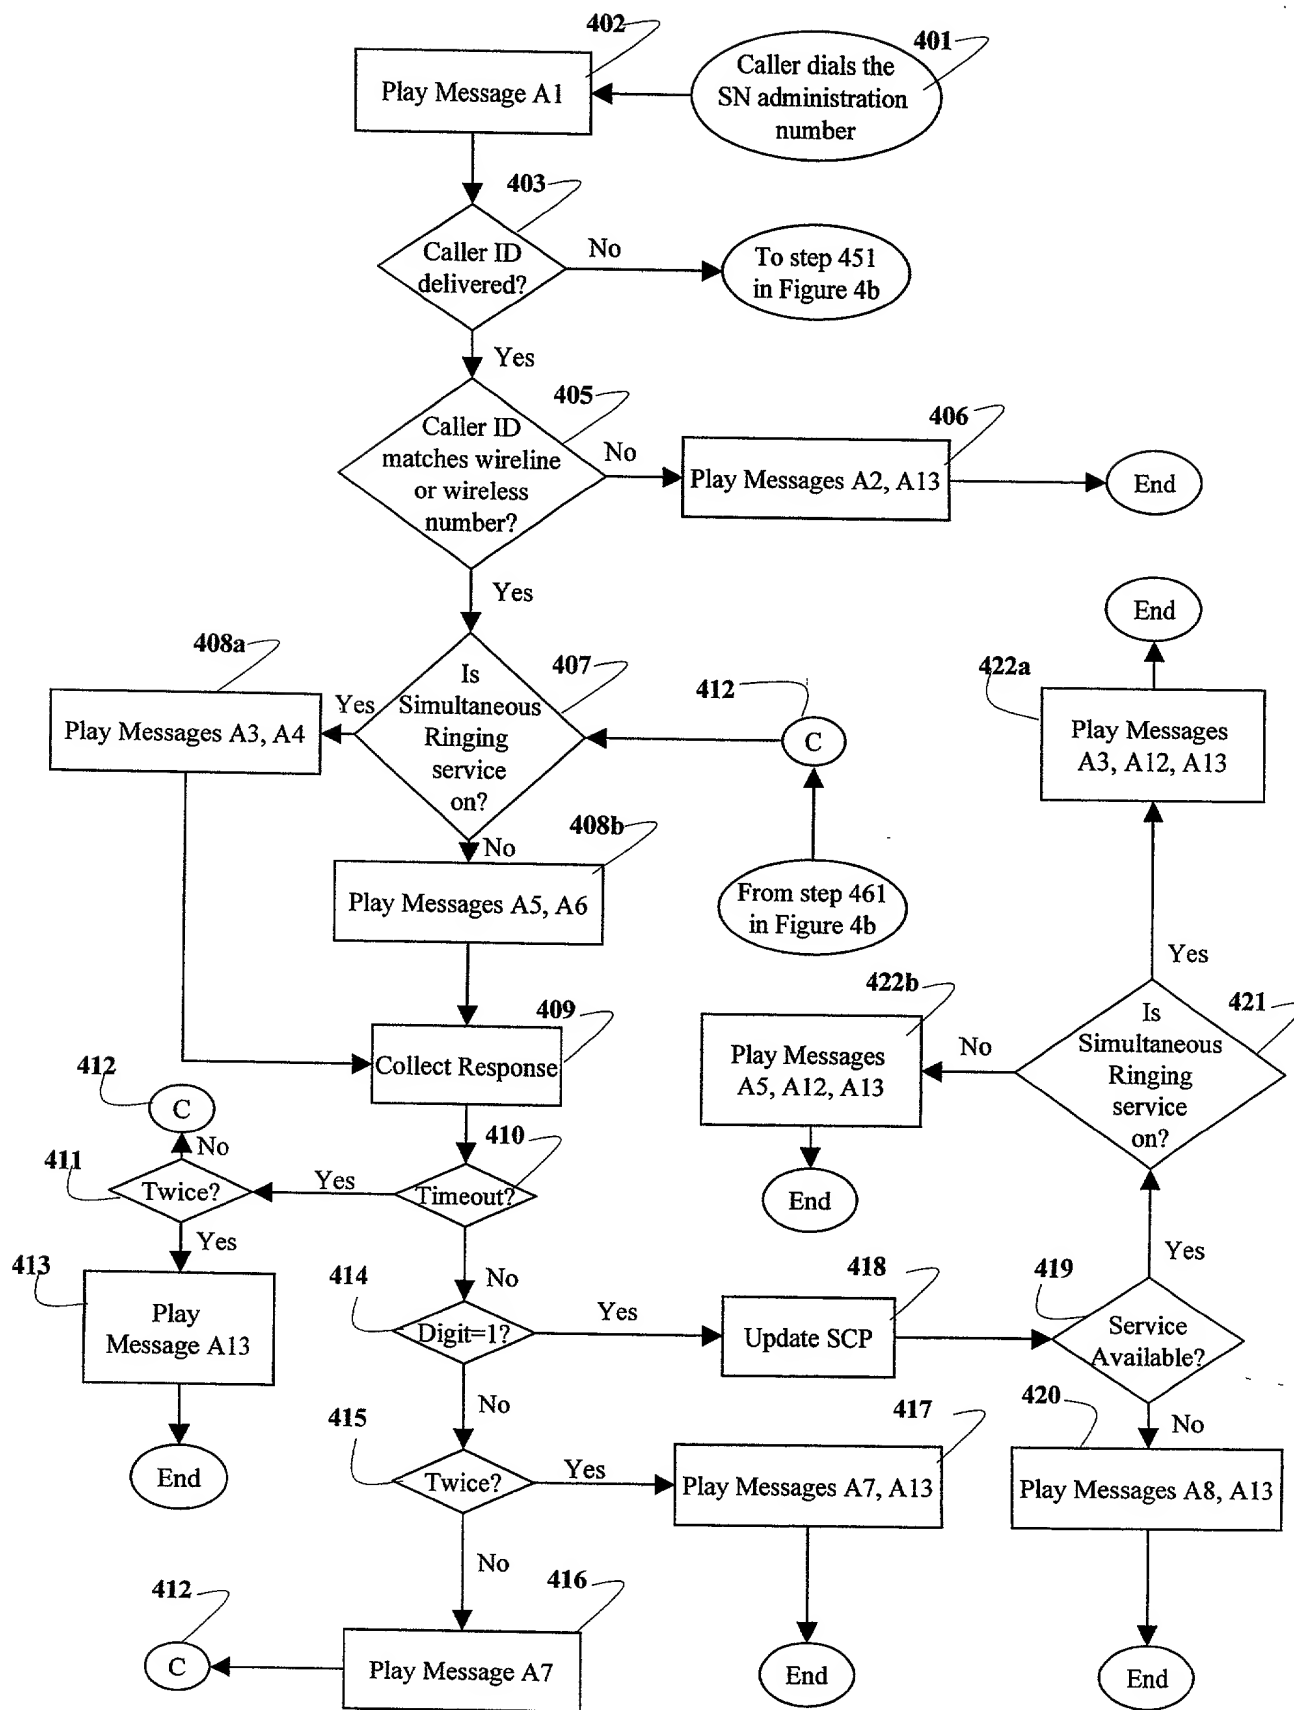 402
401
Play Message A1
Caller dials the
SN administration
number
403
Caller ID
delivered?
No
To step 451
in Figure 4b
Yes
405
406
Caller ID
matches wireline
or wireless
number?
No
Play Messages A2, A13
End
Yes
End
408a
407
412
422a
Play Messages A3, A4
Yes
Is
Simultaneous
Ringing
service
on?
C
Play Messages
A3, A12, A13
No
408b
Play Messages A5, A6
From step 461
in Figure 4b
Yes
422b
421
409
Collect Response
Play Messages
A5, A12, A13
No
Is
Simultaneous
Ringing
service
on?
412
C
No
410
411
Twice?
Yes
Timeout?
End
Yes
Yes
413
Play
Message A13
No
414
Digit=1?
Yes
418
Update SCP
419
Service
Available?
No
415
417
420
No
End
Twice?
Yes
Play Messages A7, A13
Play Messages A8, A13
No
412
416
C
Play Message A7
End
End